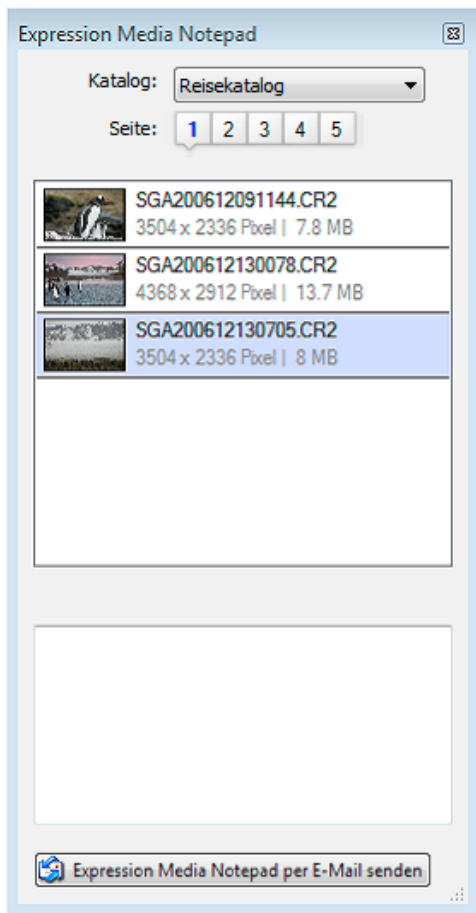 Expression Media Notepad
Katalog: Reisekatalog
Seite: 1 2 3 4 5
SGA200612091144.CR2
3504 x 2336 Pixel | 7.8 MB
SGA200612130078.CR2
4368 x 2912 Pixel | 13.7 MB
SGA200612130705.CR2
3504 x 2336 Pixel | 8 MB
Expression Media Notepad per E-Mail senden